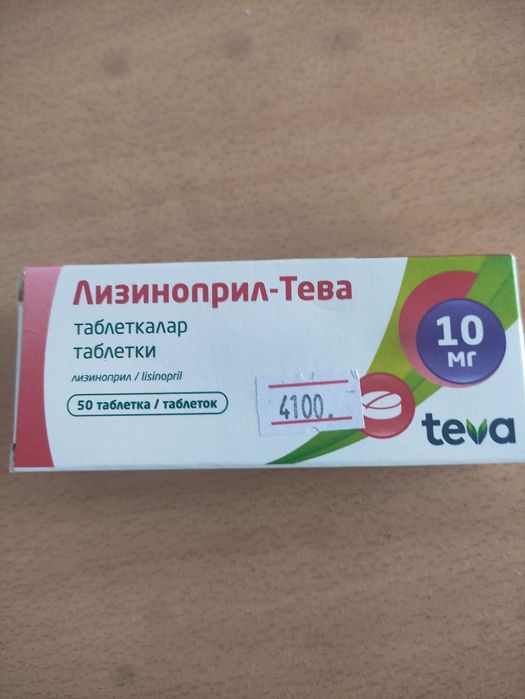 Лизиноприл-Тева
таблеткалар
таблетки
лизиноприл / lisinopril
50 таблетка / таблеток
4100.
10
мг
teva